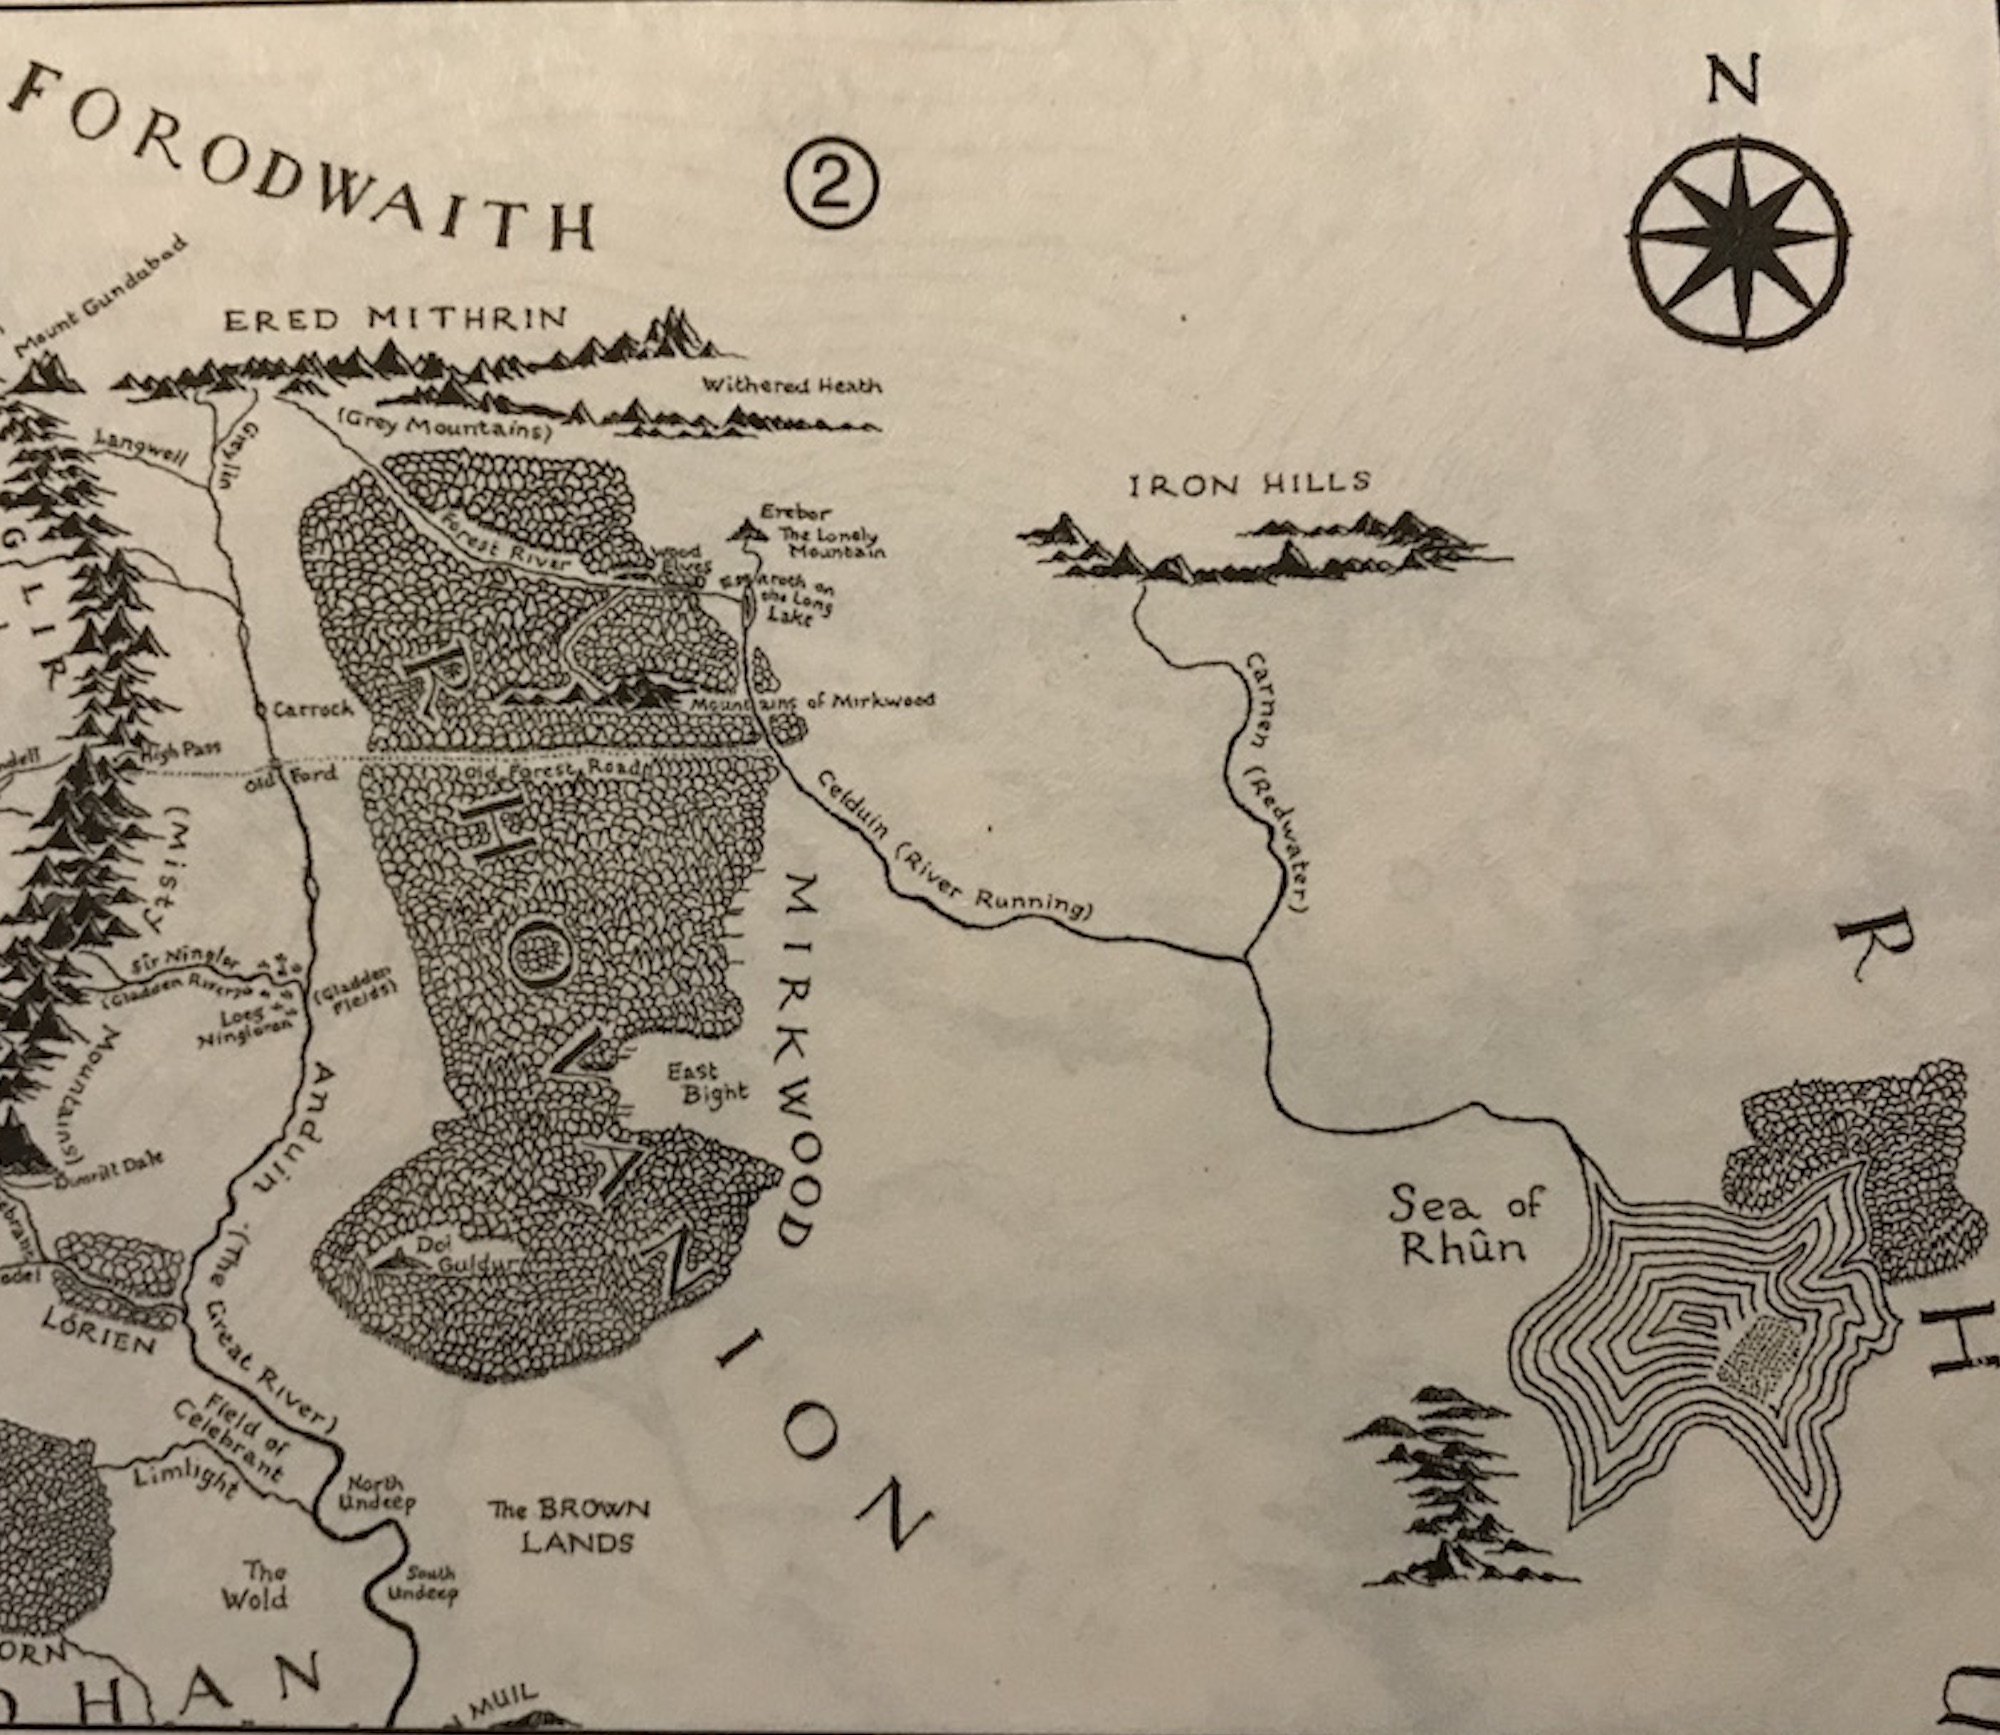 N
FORODWAITH
2
Mount Gundabad
ERED MITHRIN
Withered Heath
(Grey Mountains)
Langwell
Greylin
IRON HILLS
Erebor
The Lonely
Mountain
Forest River
Wood
Elves
Esgaroth on
the Long
Lake
GLIR
Carrock
Mountains of Mirkwood
Carnen (Redwater)
High Pass
Old Ford
Old Forest Road
Celduin (River Running)
RHOVANION
MIRKWOOD
(Misty
Mountains)
Sîr Ninglor
(Gladden River)
Loeg
Ningloron
(Gladden
Fields)
East
Bight
Anduin (The Great River)
Dimrill Dale
Sea of
Rhûn
RHU
Dol
Guldur
LÓRIEN
Field of
Celebrant
Limlight
North
Undeep
The BROWN
LANDS
The
Wold
South
Undeep
ORN
HAN
MUIL